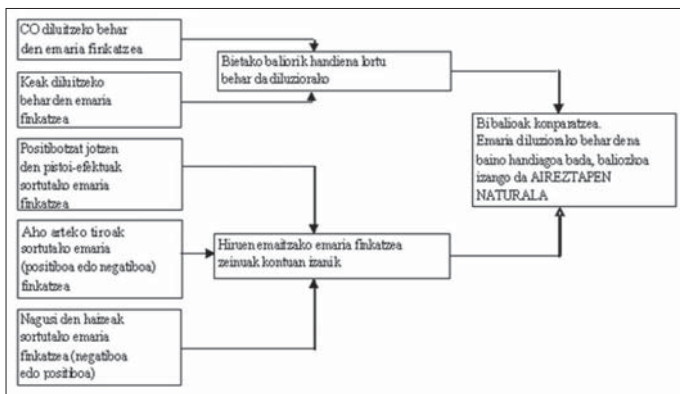 CO diluitzeko behar
den emaria finkatzea
Keak diluitzeko
behar den emaria
finkatzea
Positibotzat jotzen
den pistoi-efektuak
sortutako emaria
finkatzea
Aho arteko tiroak
sortutako emaria
(positiboa edo negatiboa)
finkatzea
Nagusi den haizeak
sortutako emaria
finkatzea (negatiboa
edo positiboa)
Bietako baliorik handiena lortu
behar da diluziorako
Hiruen emaitzako emaria finkatzea
zeinuak kontuan izanik
Bi balioak konparatzea.
Emaria diluziorako behar dena
baino handiagoa bada, baliozkoa
izango da AIREZTAPEN
NATURALA